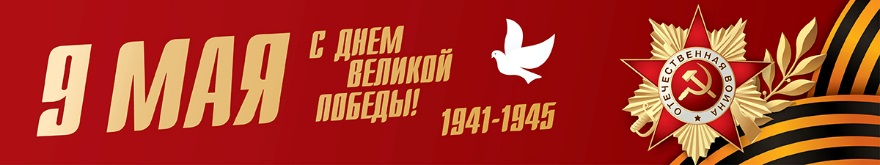 9 МАЯ
С ДНЕМ
ВЕЛИКОЙ
ПОБЕДЫ!
1941-1945
ОТЕЧЕСТВЕННАЯ ВОЙНА